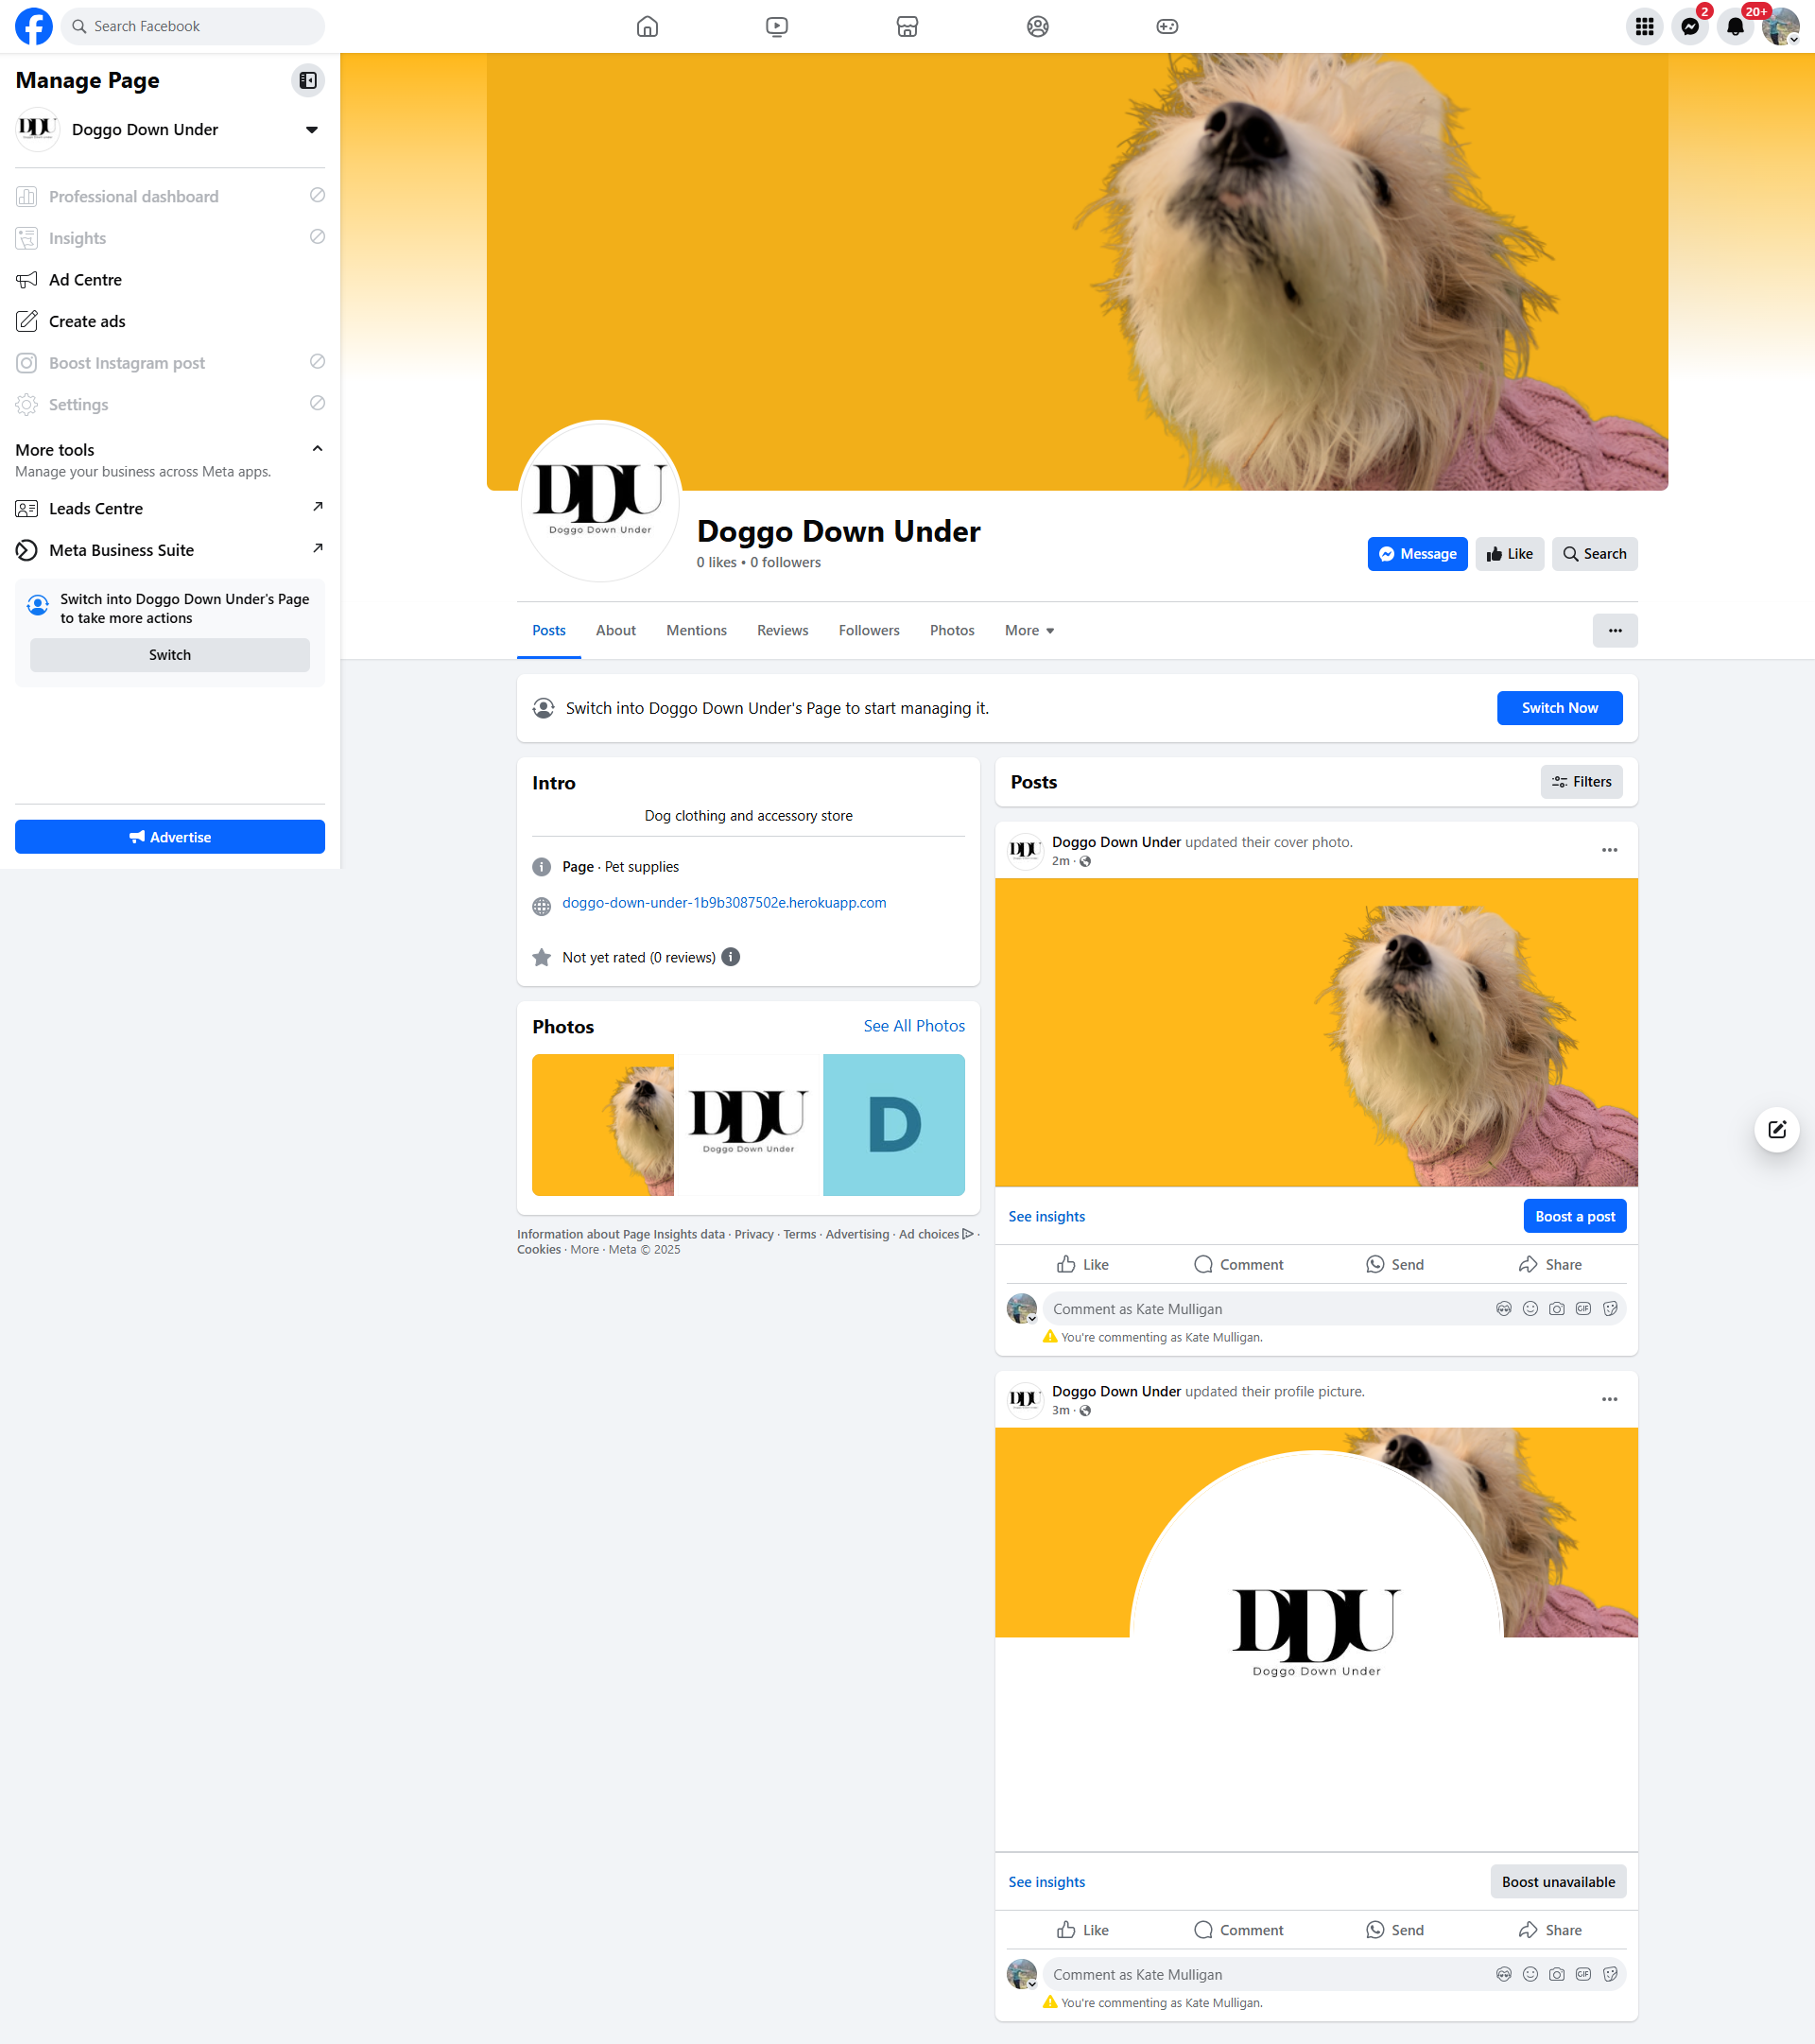 Search Facebook
2
20+
Manage Page
DDU
Doggo Down Under
Professional dashboard
Insights
Ad Centre
Create ads
Boost Instagram post
Settings
More tools
Manage your business across Meta apps.
Leads Centre
Meta Business Suite
Switch into Doggo Down Under's Page
to take more actions
Switch
Advertise
DDU
Doggo Down Under
Doggo Down Under
0 likes • 0 followers
Message
Like
Search
Posts
About
Mentions
Reviews
Followers
Photos
More
Switch into Doggo Down Under's Page to start managing it.
Switch Now
Intro
Dog clothing and accessory store
Page · Pet supplies
doggo-down-under-1b9b3087502e.herokuapp.com
Not yet rated (0 reviews)
Photos
See All Photos
DDU
Doggo Down Under
D
Information about Page Insights data · Privacy · Terms · Advertising · Ad choices ·
Cookies · More · Meta © 2025
Posts
Filters
DDU
Doggo Down Under updated their cover photo.
2m ·
See insights
Boost a post
Like
Comment
Send
Share
Comment as Kate Mulligan
GIF
You're commenting as Kate Mulligan.
DDU
Doggo Down Under updated their profile picture.
3m ·
DDU
Doggo Down Under
See insights
Boost unavailable
Like
Comment
Send
Share
Comment as Kate Mulligan
GIF
You're commenting as Kate Mulligan.